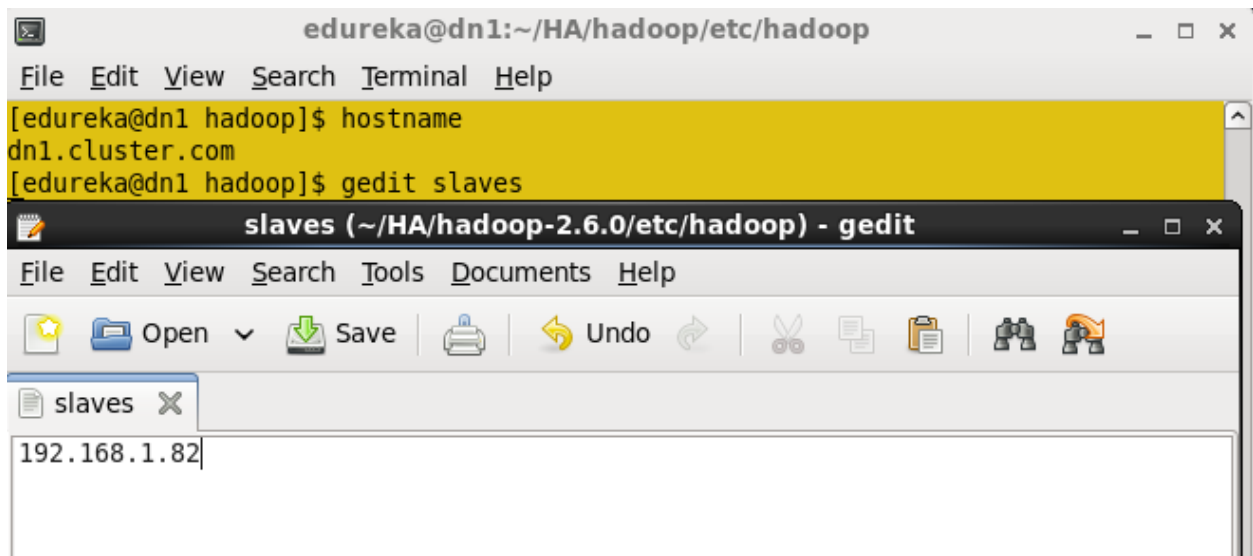 edureka@dn1:~/HA/hadoop/etc/hadoop
File Edit View Search Terminal Help
[edureka@dn1 hadoop]$ hostname
dn1.cluster.com
[edureka@dn1 hadoop]$ gedit slaves
slaves (~/HA/hadoop-2.6.0/etc/hadoop) - gedit
File Edit View Search Tools Documents Help
Open Save Undo
slaves
192.168.1.82